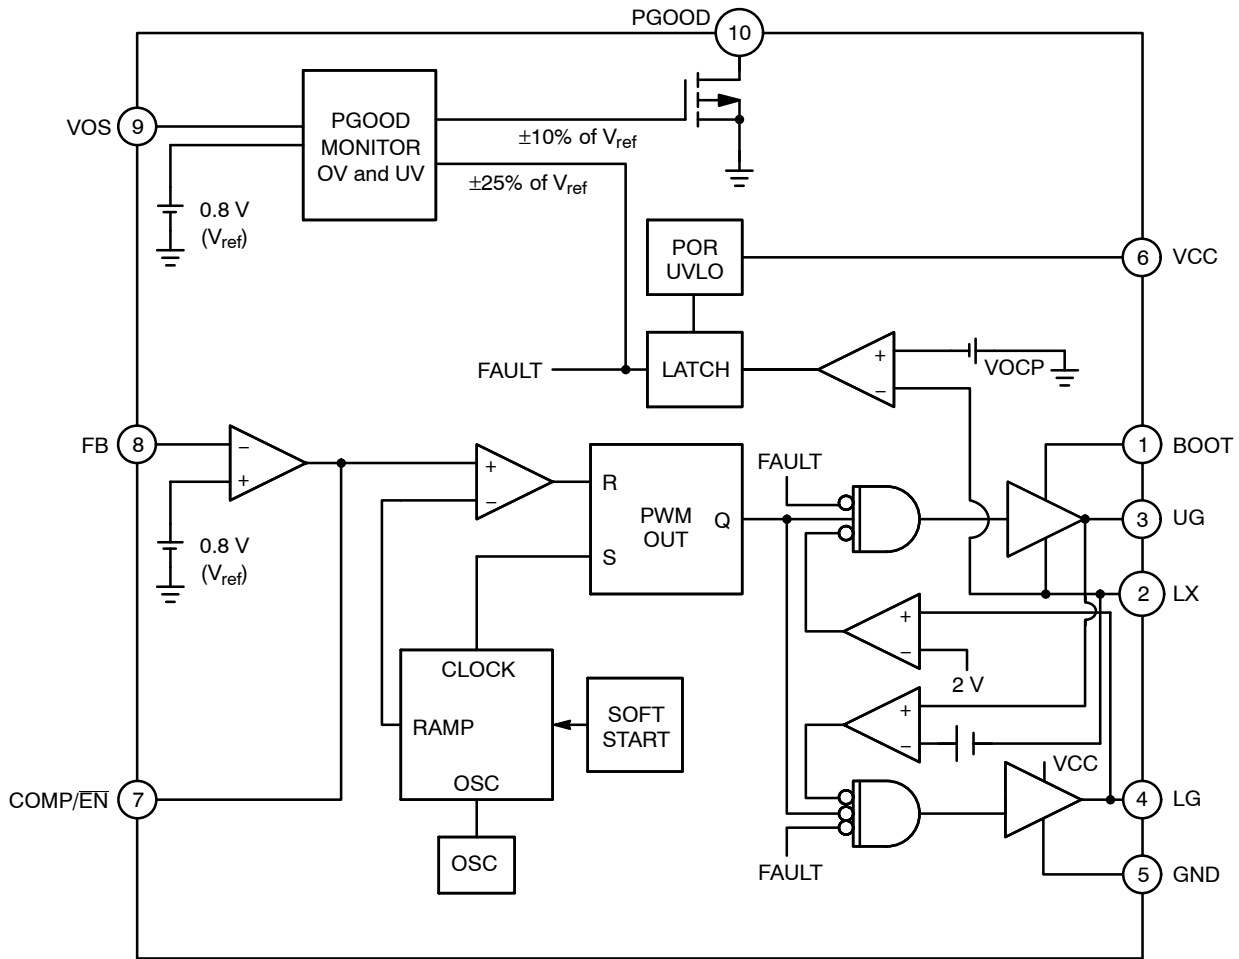 PGOOD
10
VOS
9
PGOOD
MONITOR
OV and UV
±10% of Vref
±25% of Vref
0.8 V
(Vref)
POR
UVLO
6
VCC
FAULT
LATCH
+
−
VOCP
FB
8
−
+
0.8 V
(Vref)
+
−
R
S
PWM
OUT
Q
FAULT
1
BOOT
3
UG
2
LX
+
−
2 V
CLOCK
RAMP
OSC
SOFT
START
+
−
VCC
COMP/EN
7
4
LG
OSC
FAULT
5
GND